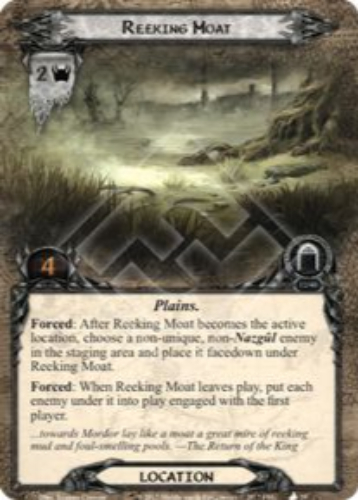 Reeking Moat
2
4
Plains.
Forced: After Reeking Moat becomes the active
location, choose a non-unique, non-Nazgûl enemy
in the staging area and place it facedown under
Reeking Moat.
Forced: When Reeking Moat leaves play, put each
enemy under it into play engaged with the first
player.
...towards Mordor lay like a moat a great mire of reeking
mud and foul-smelling pools. —The Return of the King
LOCATION